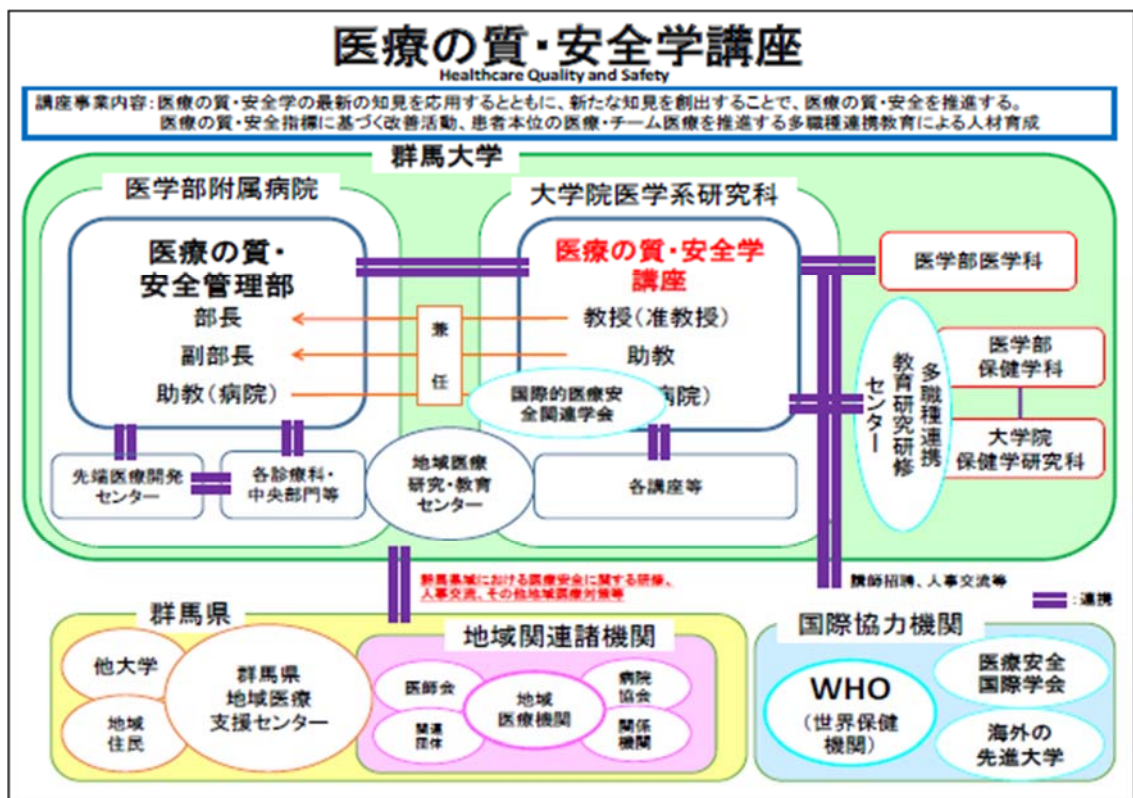 医療の質・安全学講座
Healthcare Quality and Safety
講座事業内容：医療の質・安全学の最新の知見を応用するとともに、新たな知見を創出することで、医療の質・安全を推進する。
医療の質・安全指標に基づく改善活動、患者本位の医療・チーム医療を推進する多職種連携教育による人材育成
群馬大学
医学部附属病院
大学院医学系研究科
医療の質・
安全管理部
部長
副部長
助教（病院）
兼
任
医療の質・安全学
講座
教授（准教授）
助教
病院）
国際的医療安
全関連学会
医学部医学科
医学部
保健学科
大学院
保健学研究科
多職種連携
教育研究研修
センター
先端医療開発
センター
各診療科・
中央部門等
地域医療
研究・教育
センター
各講座等
群馬県域における医療安全に関する研修、
人事交流、その他地域医療対策等
講師招聘、人事交流等
：連携
群馬県
他大学
地域
住民
群馬県
地域医療
支援センター
地域関連諸機関
医師会
関連
団体
地域
医療機関
病院
協会
関係
機関
国際協力機関
WHO
（世界保健
機関）
医療安全
国際学会
海外の
先進大学